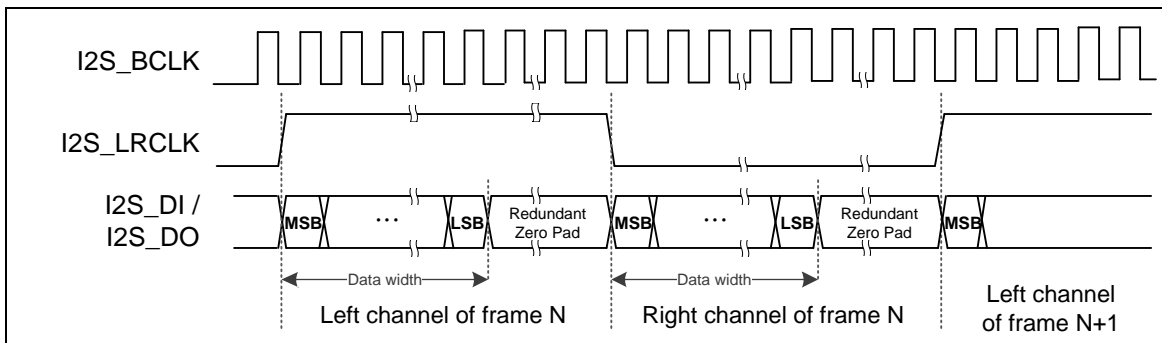 I2S_BCLK
I2S_LRCLK
I2S_DI /
I2S_DO
MSB
...
LSB
Redundant
Zero Pad
MSB
...
LSB
Redundant
Zero Pad
MSB
Data width
Data width
Left channel of frame N
Right channel of frame N
Left channel
of frame N+1